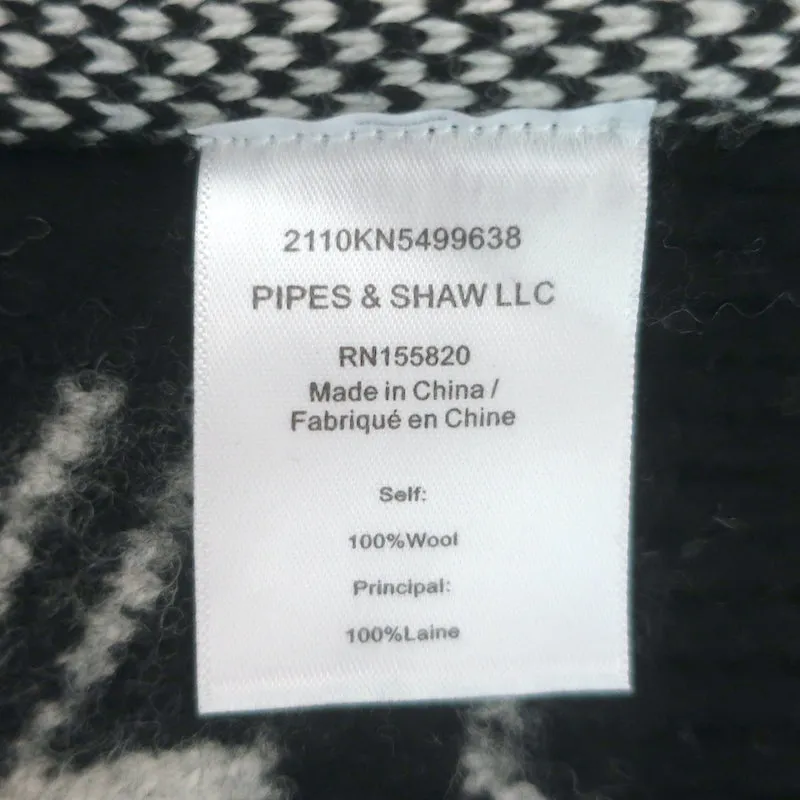 2110KN5499638
PIPES & SHAW LLC
RN155820
Made in China /
Fabriqué en Chine
Self:
100%Wool
Principal:
100%Laine